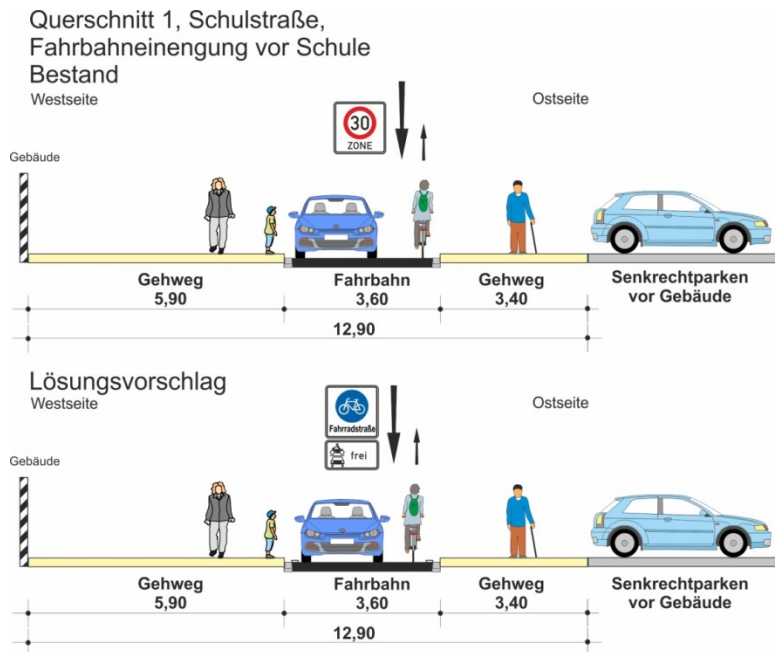 Querschnitt 1, Schulstraße,
Fahrbahneinengung vor Schule
Bestand
Westseite
Ostseite
30
ZONE
Gebäude
Gehweg
5,90
Fahrbahn
3,60
Gehweg
3,40
Senkrechtparken
vor Gebäude
12,90
Lösungsvorschlag
Westseite
Ostseite
Fahrradstraße
frei
Gebäude
Gehweg
5,90
Fahrbahn
3,60
Gehweg
3,40
Senkrechtparken
vor Gebäude
12,90